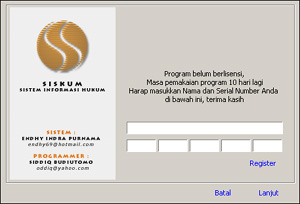 SISKUM
SISTEM INFORMASI HUKUM
SISTEM :
ENDHY INDRA PURNAMA
endhy69@hotmail.com
PROGRAMMER :
SIDDIQ BUDIUTOMO
addiq@yahoo.com
Program belum berlisensi,
Masa pemakaian program 10 hari lagi
Harap masukkan Nama dan Serial Number Anda
di bawah ini, terima kasih
Register
Batal
Lanjut